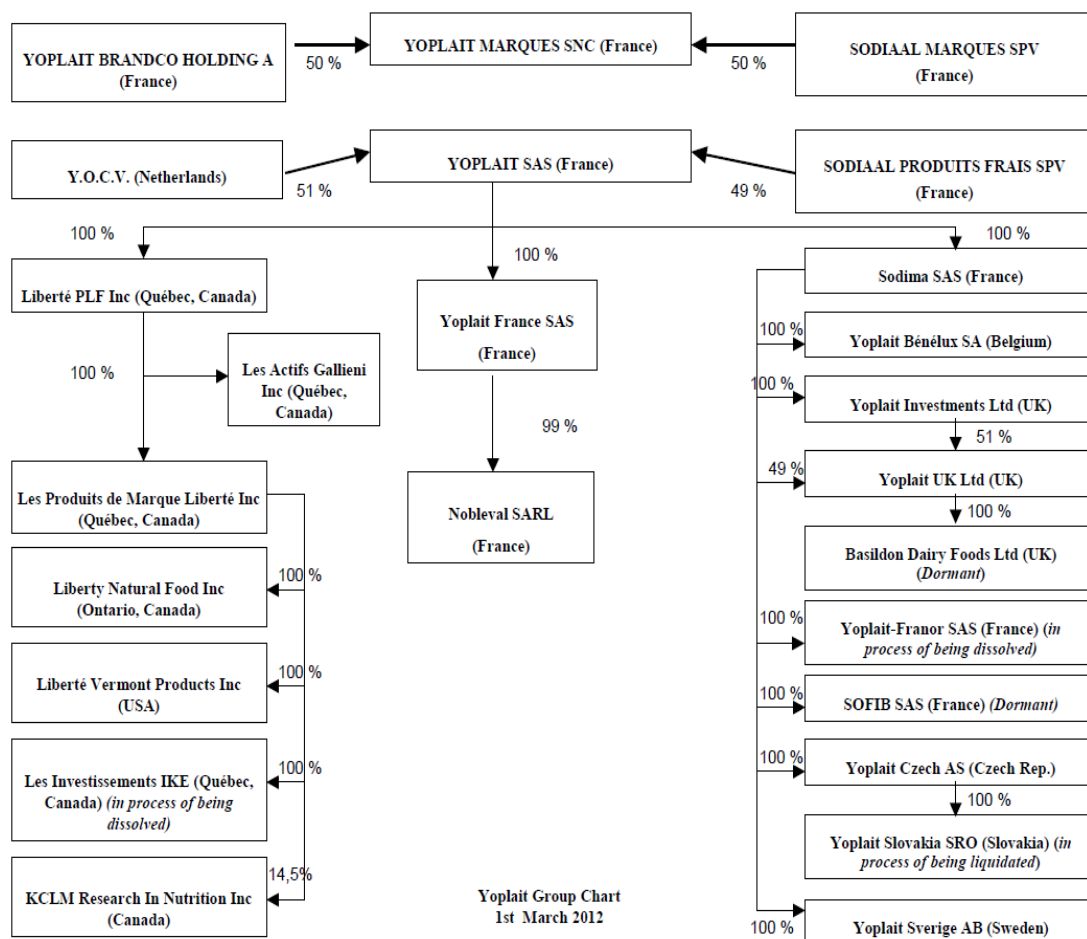 YOPLAIT BRANDCO HOLDING A
(France)
50 %
YOPLAIT MARQUES SNC (France)
50 %
SODIAAL MARQUES SPV
(France)
Y.O.C.V. (Netherlands)
51 %
YOPLAIT SAS (France)
49 %
SODIAAL PRODUITS FRAIS SPV
(France)
100 %
100 %
100 %
Liberté PLF Inc (Québec, Canada)
100 %
Les Actifs Gallieni
Inc (Québec,
Canada)
Les Produits de Marque Liberté Inc
(Québec, Canada)
100 %
Liberty Natural Food Inc
(Ontario, Canada)
100 %
Liberté Vermont Products Inc
(USA)
100 %
Les Investissements IKE (Québec,
Canada) (in process of being
dissolved)
14,5%
KCLM Research In Nutrition Inc
(Canada)
Yoplait France SAS
(France)
99 %
Nobleval SARL
(France)
Sodima SAS (France)
100 %
Yoplait Bénélux SA (Belgium)
100 %
Yoplait Investments Ltd (UK)
51 %
49 %
Yoplait UK Ltd (UK)
100 %
Basildon Dairy Foods Ltd (UK)
(Dormant)
100 %
Yoplait-Franor SAS (France) (in
process of being dissolved)
100 %
SOFIB SAS (France) (Dormant)
100 %
Yoplait Czech AS (Czech Rep.)
100 %
Yoplait Slovakia SRO (Slovakia) (in
process of being liquidated)
100 %
Yoplait Sverige AB (Sweden)
Yoplait Group Chart
1st March 2012